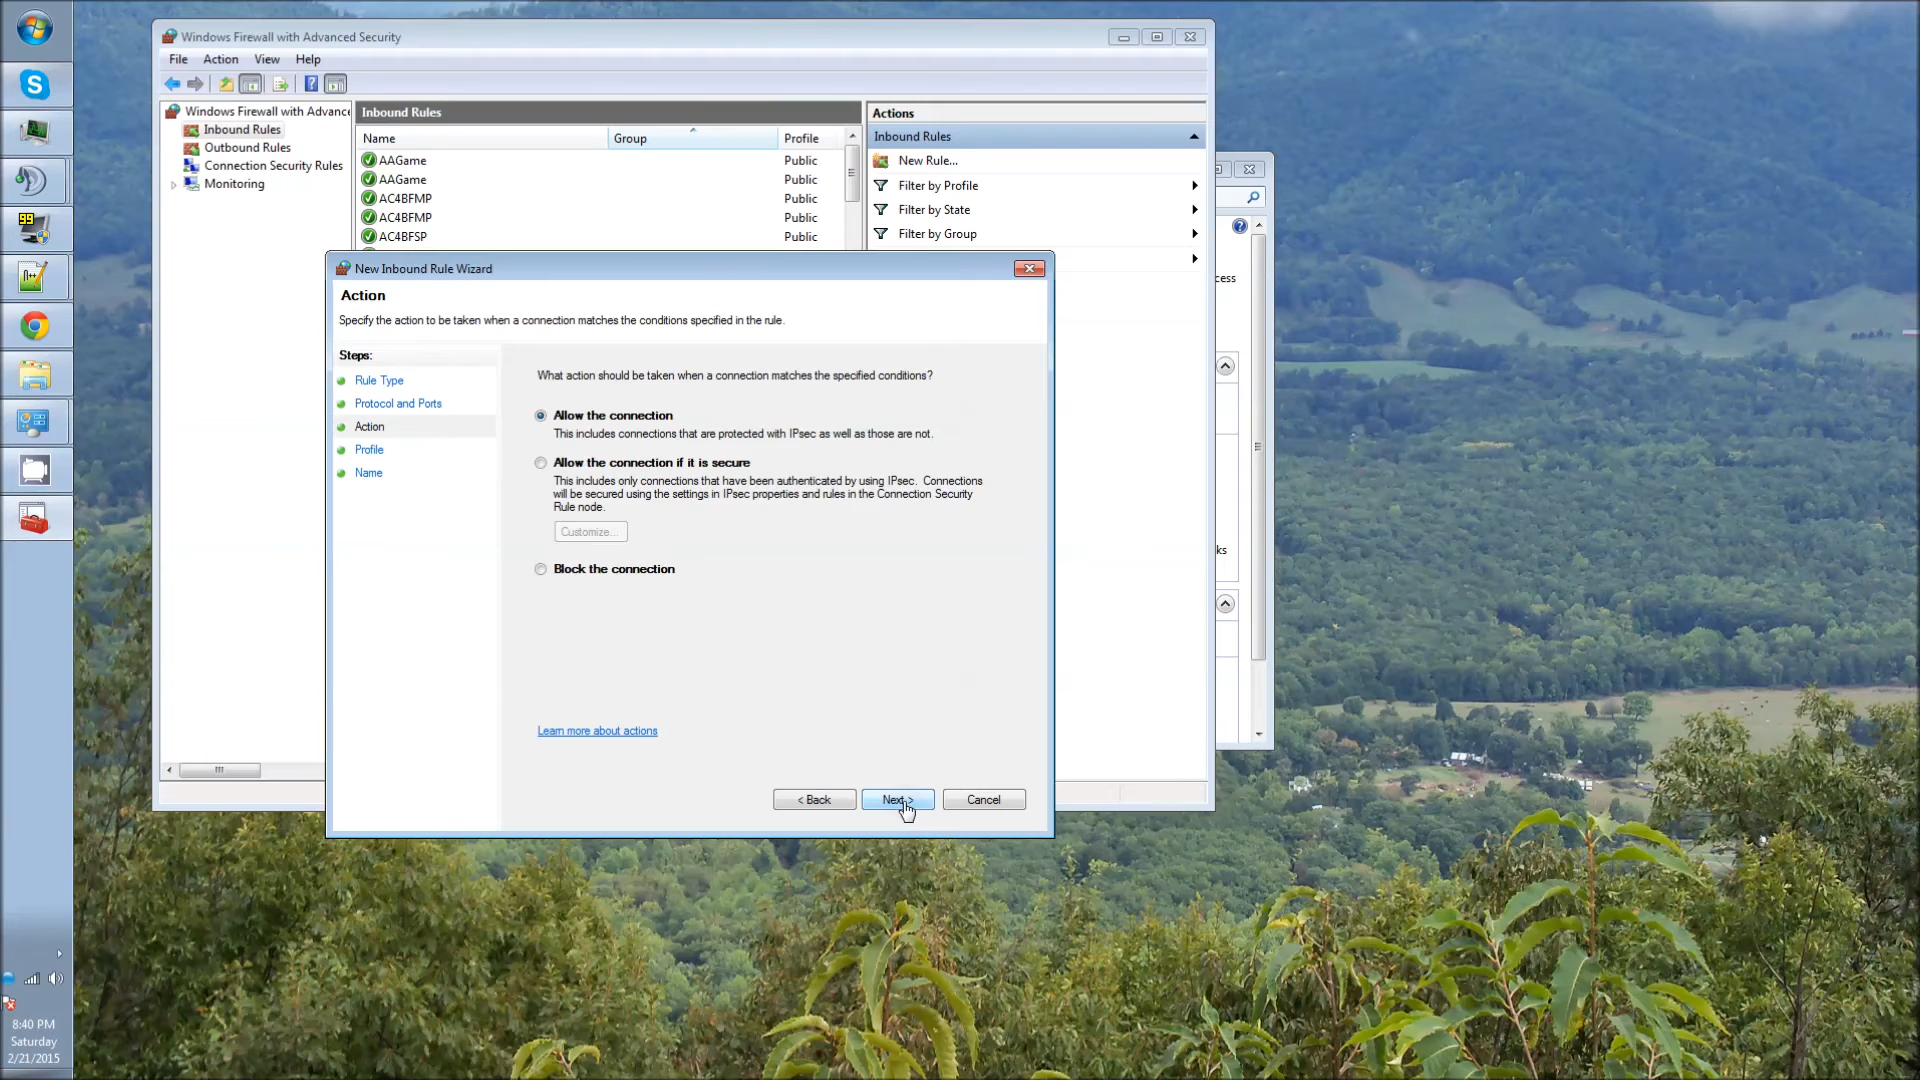 Windows Firewall with Advanced Security
File Action View Help
Windows Firewall with Advance
Inbound Rules
Outbound Rules
Connection Security Rules
Monitoring
Inbound Rules
Name Group Profile
AAGame Public
AAGame Public
AC4BFMP Public
AC4BFMP Public
AC4BFSP Public
Actions
Inbound Rules
New Rule...
Filter by Profile
Filter by State
Filter by Group
cess
ks
New Inbound Rule Wizard
Action
Specify the action to be taken when a connection matches the conditions specified in the rule.
Steps:
Rule Type
Protocol and Ports
Action
Profile
Name
What action should be taken when a connection matches the specified conditions?
Allow the connection
This includes connections that are protected with IPsec as well as those are not.
Allow the connection if it is secure
This includes only connections that have been authenticated by using IPsec. Connections
will be secured using the settings in IPsec properties and rules in the Connection Security
Rule node.
Customize...
Block the connection
Learn more about actions
< Back Next > Cancel
99
8:40 PM
Saturday
2/21/2015